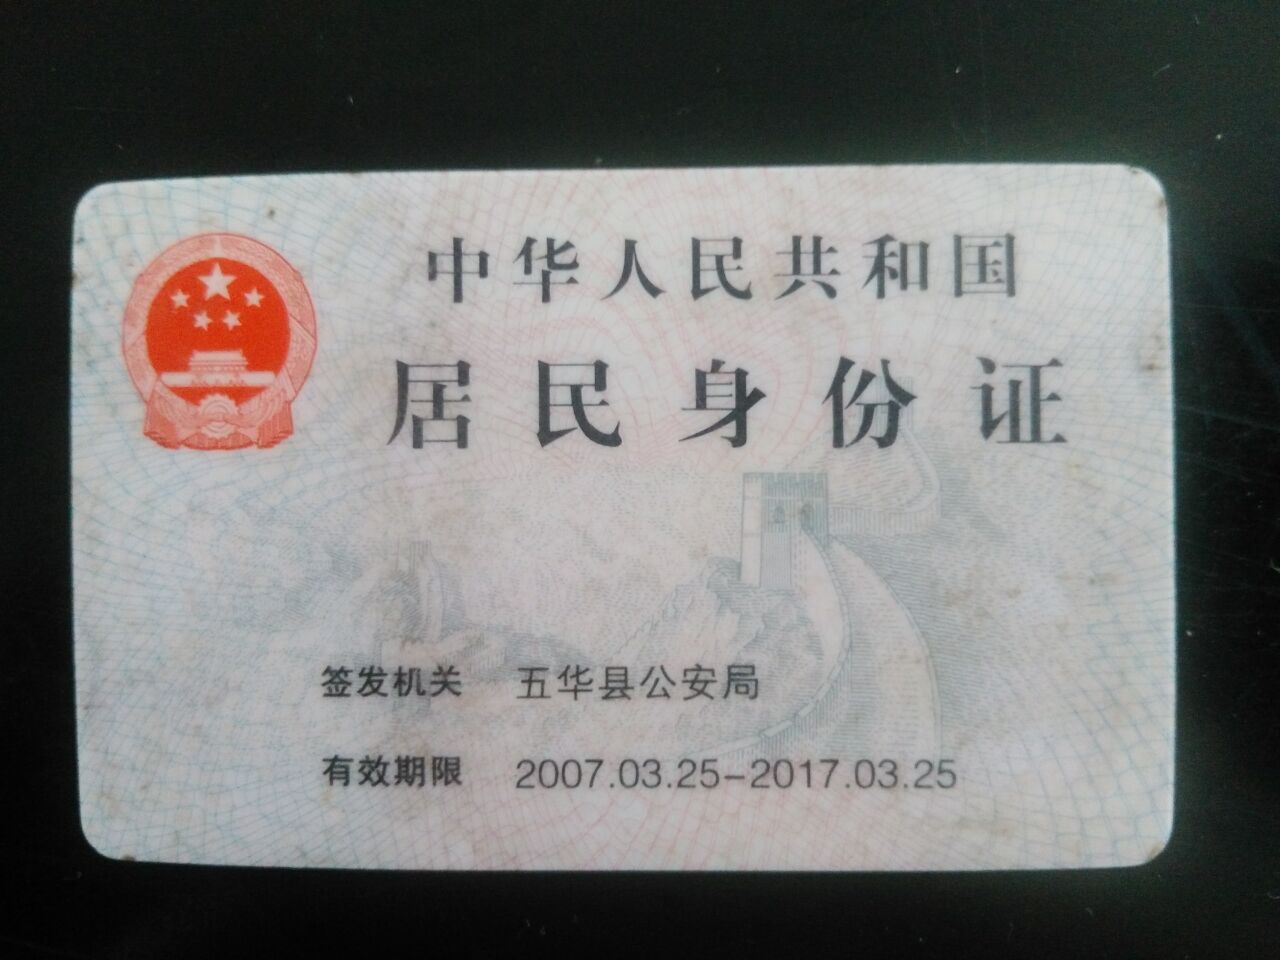 中华人民共和国
居民身份证
签发机关 五华县公安局
有效期限 2007.03.25-2017.03.25